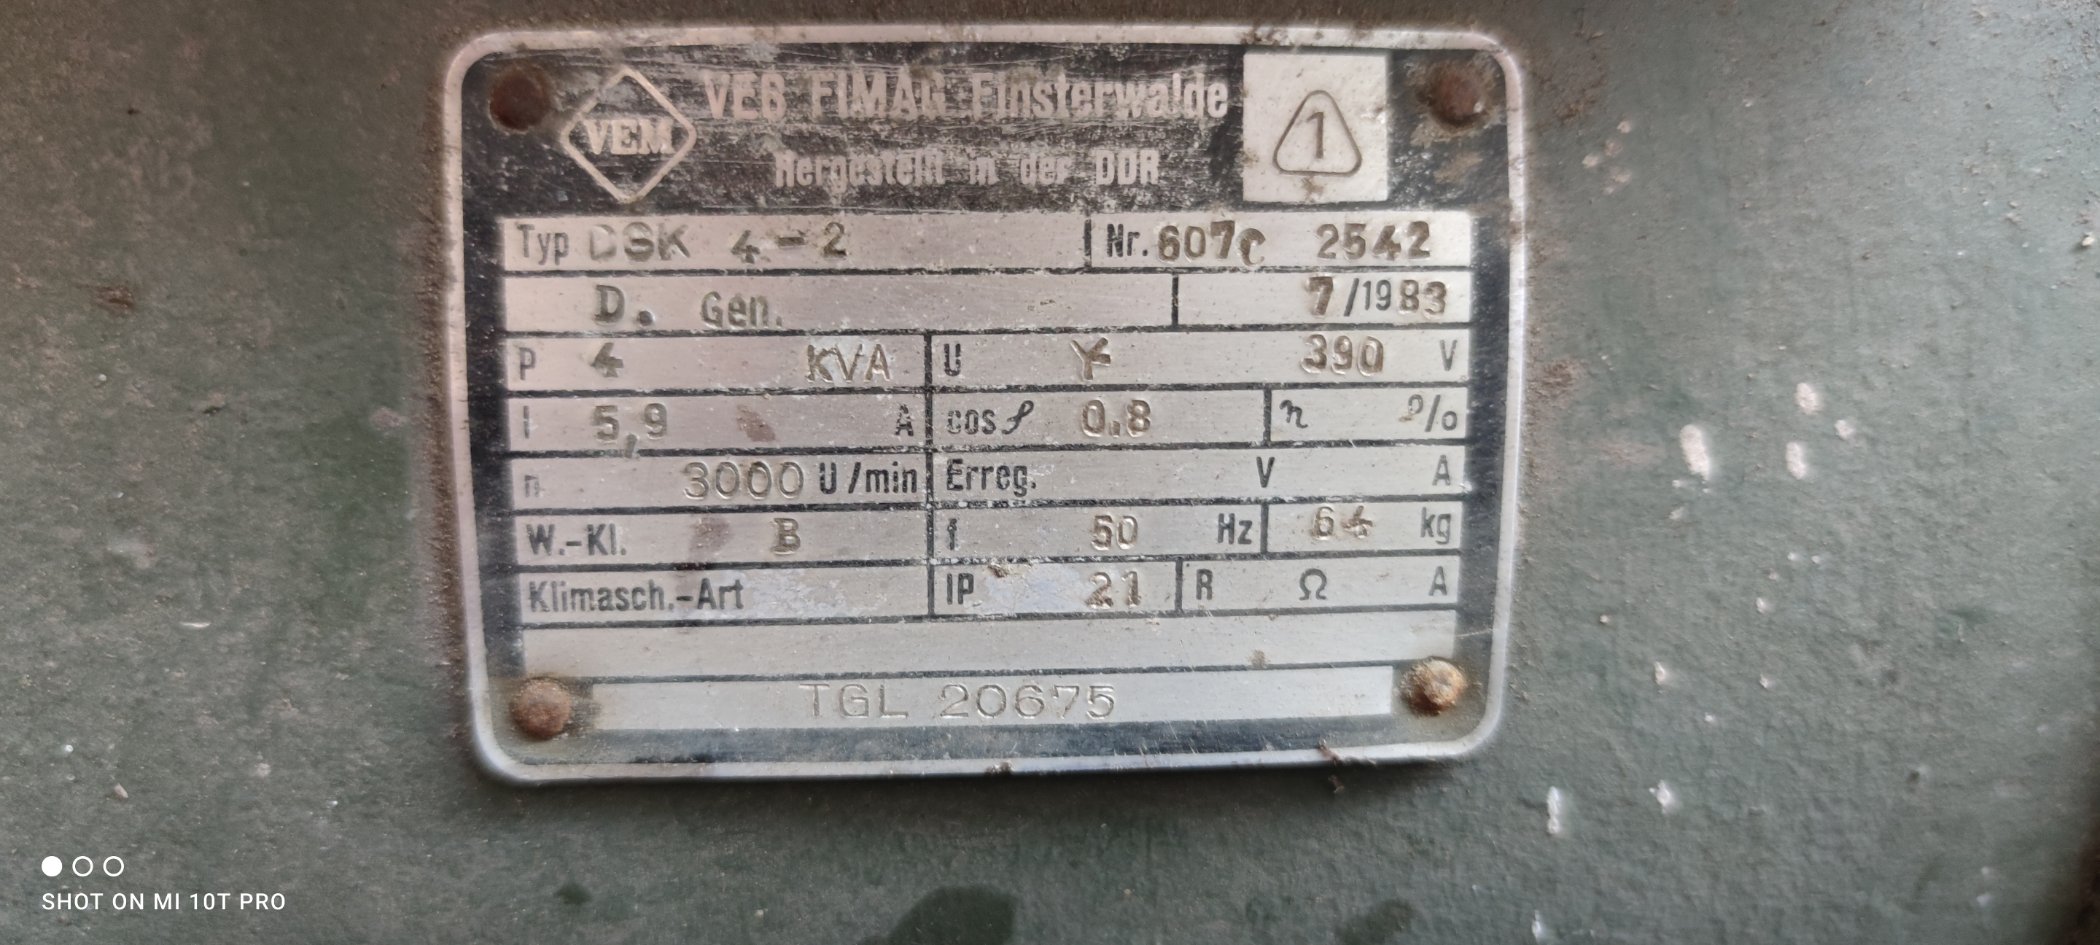 VEM
VEB FIMAG Finsterwalde
1
Hergestellt in der DDR
Typ DGK 4-2 Nr. 607C 2542
D. Gen. 7/1983
P 4 KVA U Y 390 V
I 5,9 A cos φ 0.8 η %
n 3000 U/min Erreg. V A
W.-Kl. B f 50 Hz 64 kg
Klimasch.-Art IP 21 R Ω A
TGL 20675
SHOT ON MI 10T PRO